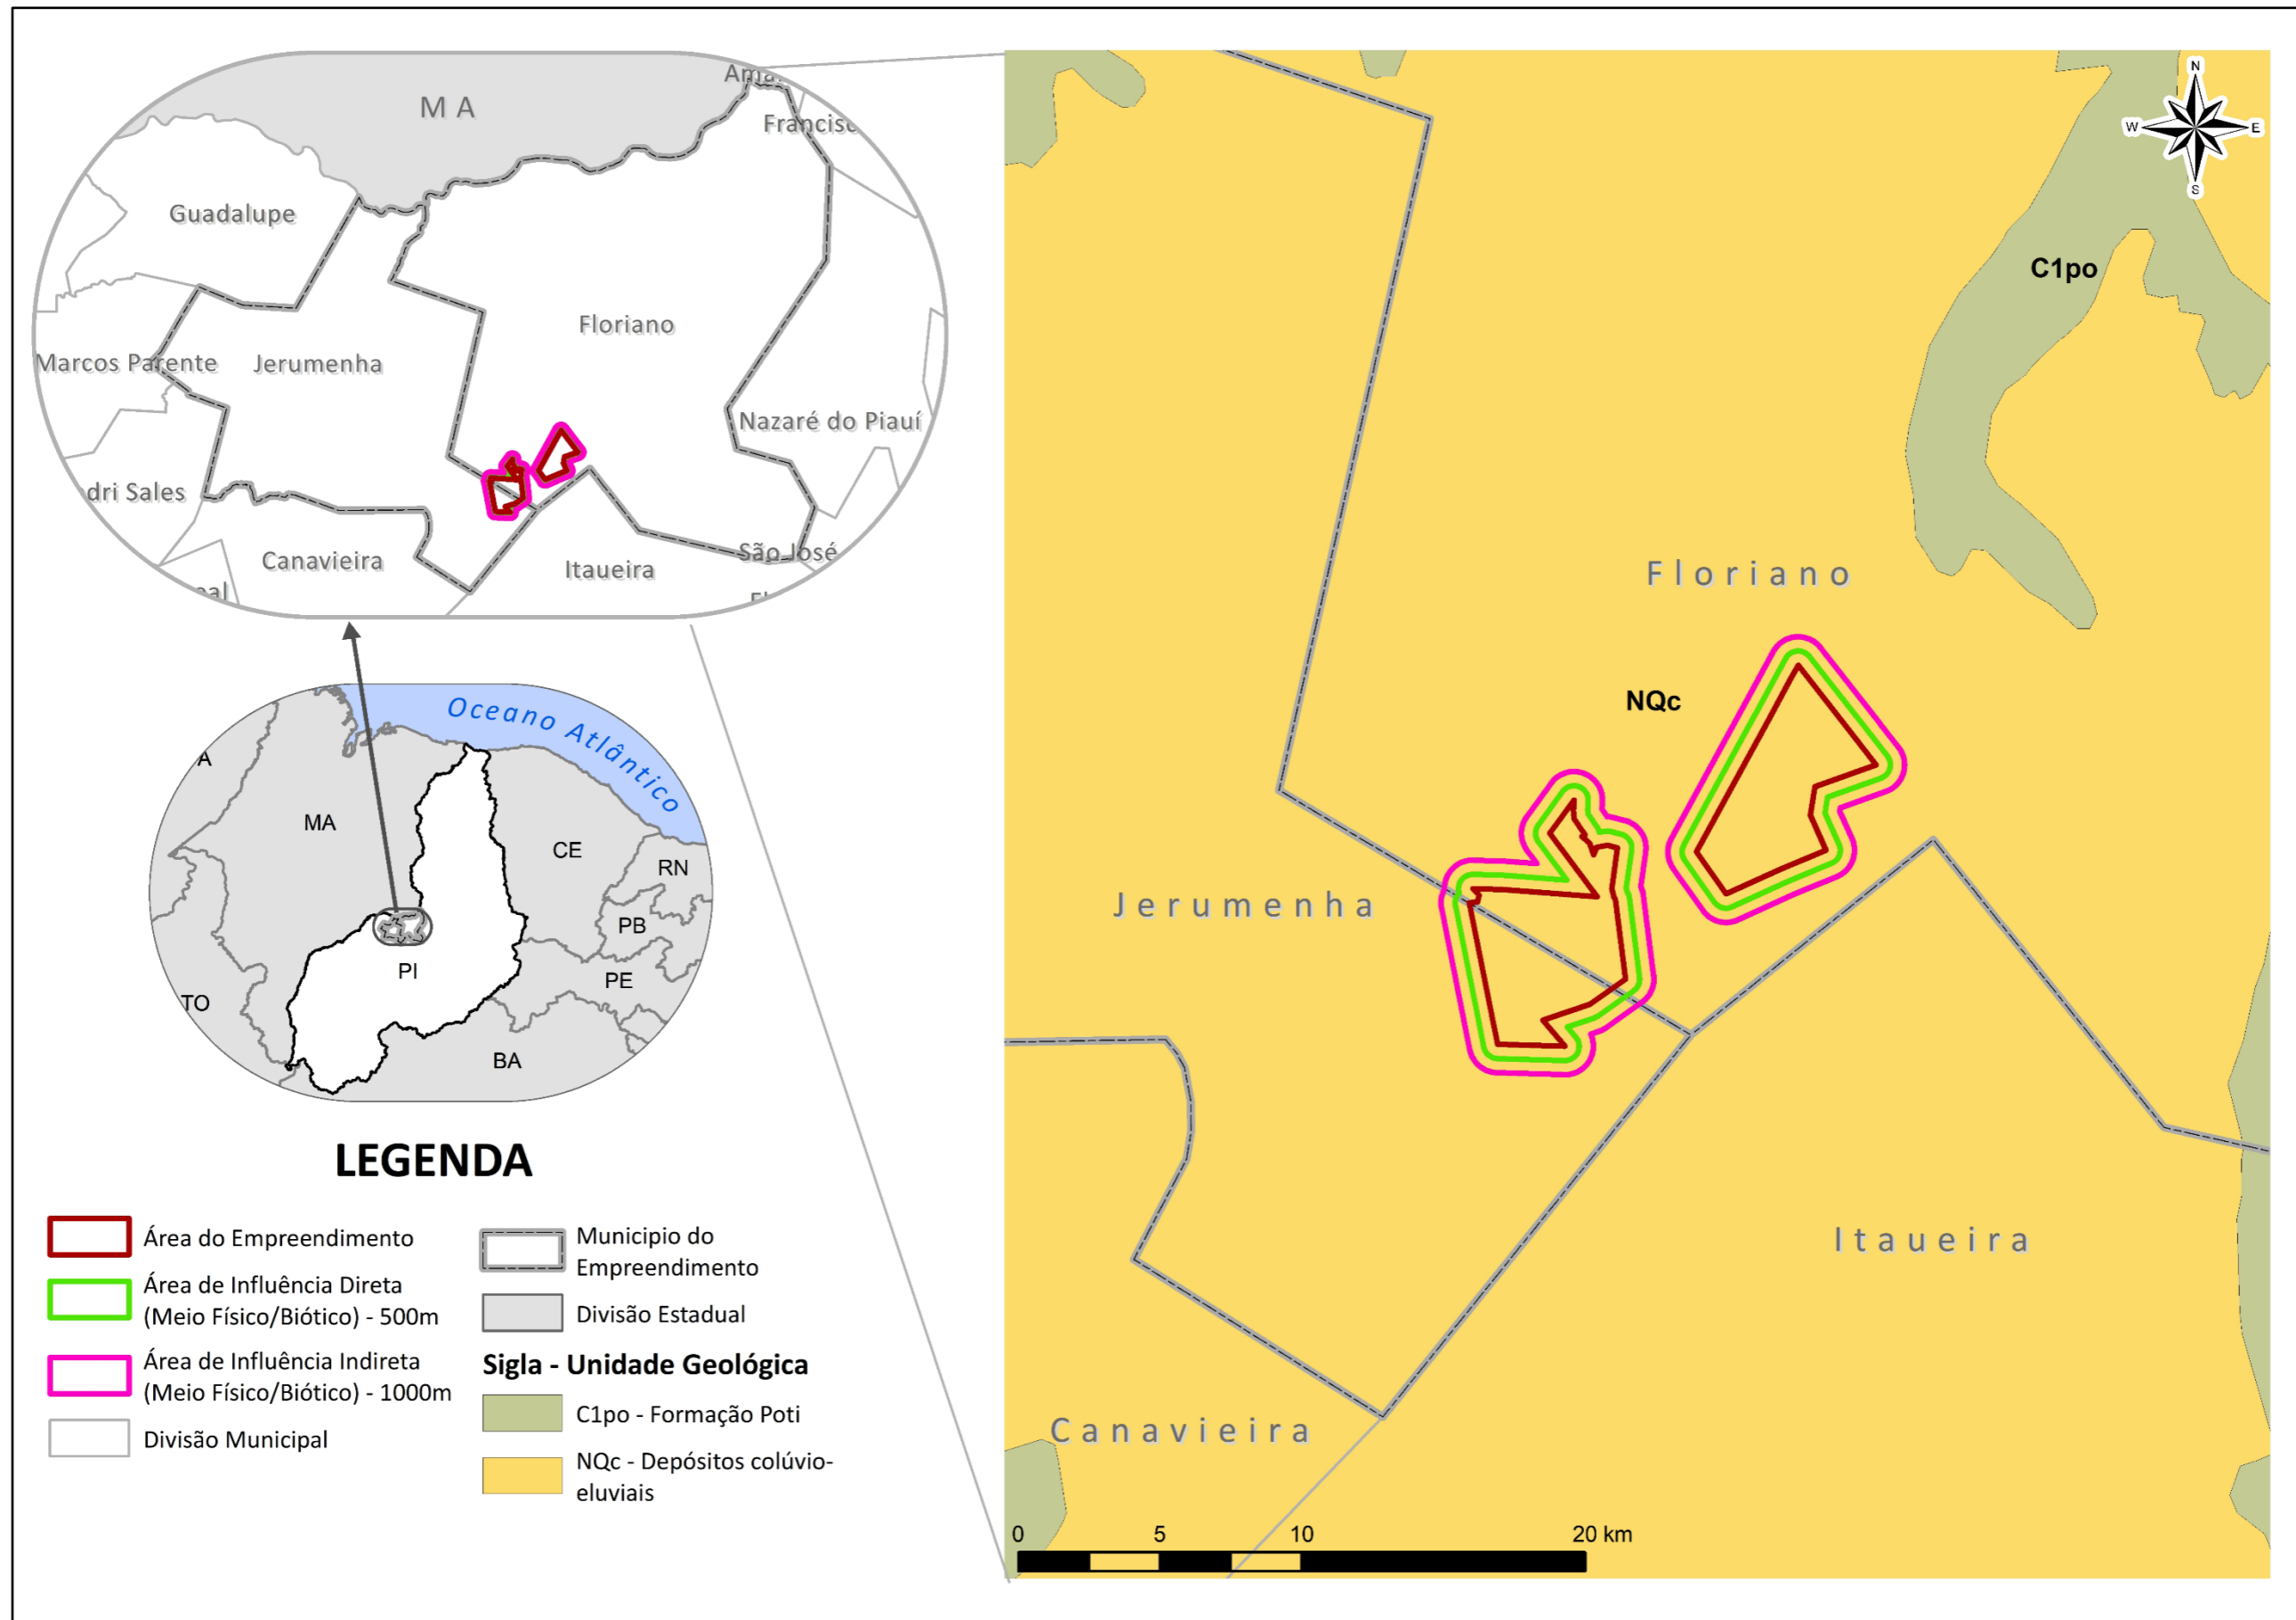 MA
Guadalupe
Floriano
Marcos Parente
Jerumenha
Nazaré do Piauí
dri Sales
Canavieira
São José
Itaueira
Oceano Atlântico
A
MA
CE
RN
PB
PI
PE
TO
BA
LEGENDA
Área do Empreendimento
Área de Influência Direta
(Meio Físico/Biótico) - 500m
Área de Influência Indireta
(Meio Físico/Biótico) - 1000m
Divisão Municipal
Municipio do
Empreendimento
Divisão Estadual
Sigla - Unidade Geológica
C1po - Formação Poti
NQc - Depósitos colúvio-
eluviais
N
W
E
S
C1po
Floriano
NQc
Jerumenha
Itaueira
Canavieira
0 5 10 20 km